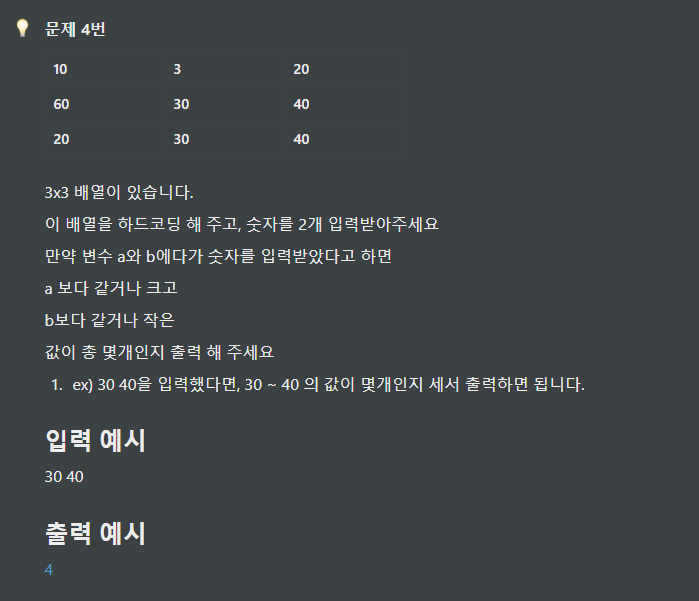 문제 4번
10 3 20
60 30 40
20 30 40
3x3 배열이 있습니다.
이 배열을 하드코딩 해 주고, 숫자를 2개 입력받아주세요
만약 변수 a와 b에다가 숫자를 입력받았다고 하면
a 보다 같거나 크고
b보다 같거나 작은
값이 총 몇개인지 출력 해 주세요
1. ex) 30 40을 입력했다면, 30 ~ 40 의 값이 몇개인지 세서 출력하면 됩니다.
입력 예시
30 40
출력 예시
4